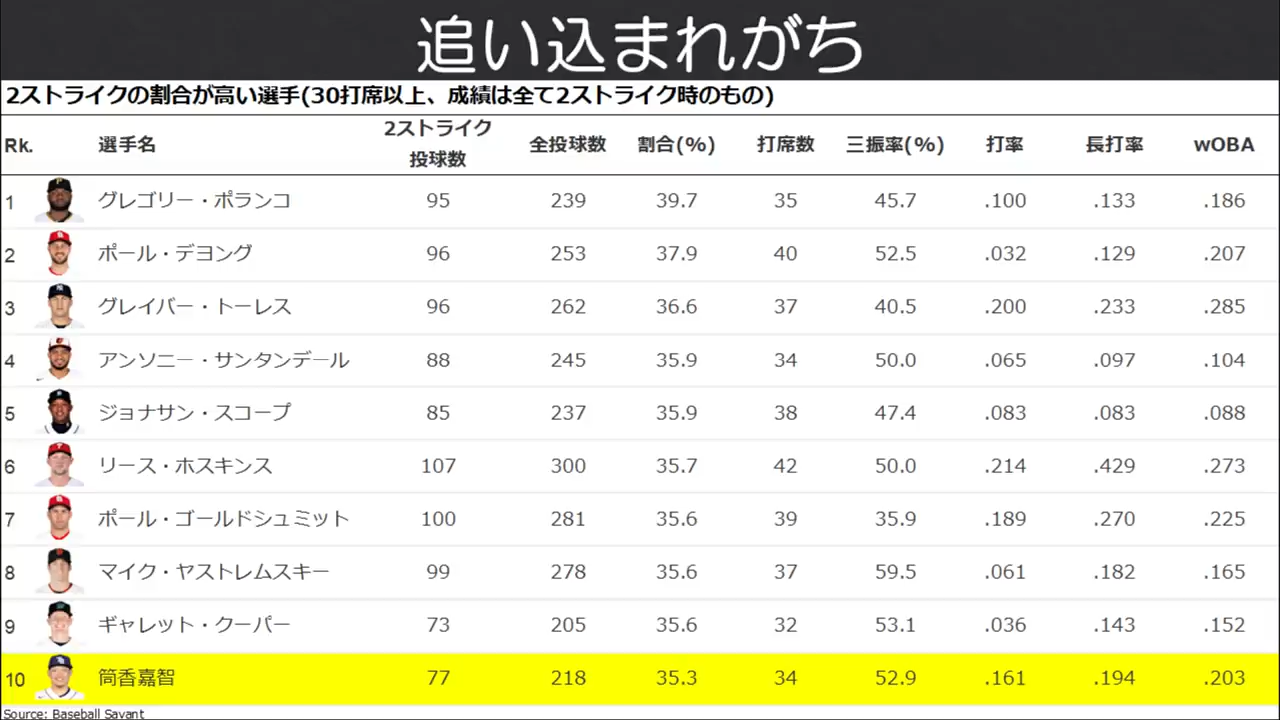 追い込まれがち
2ストライクの割合が高い選手(30打席以上、成績は全て2ストライク時のもの)
Rk. 選手名 2ストライク投球数 全投球数 割合(%) 打席数 三振率(%) 打率 長打率 wOBA
1 グレゴリー・ポランコ 95 239 39.7 35 45.7 .100 .133 .186
2 ポール・デヨング 96 253 37.9 40 52.5 .032 .129 .207
3 グレイバー・トーレス 96 262 36.6 37 40.5 .200 .233 .285
4 アンソニー・サンタンデール 88 245 35.9 34 50.0 .065 .097 .104
5 ジョナサン・スコープ 85 237 35.9 38 47.4 .083 .083 .088
6 リース・ホスキンス 107 300 35.7 42 50.0 .214 .429 .273
7 ポール・ゴールドシュミット 100 281 35.6 39 35.9 .189 .270 .225
8 マイク・ヤストレムスキー 99 278 35.6 37 59.5 .061 .182 .165
9 ギャレット・クーパー 73 205 35.6 32 53.1 .036 .143 .152
10 筒香嘉智 77 218 35.3 34 52.9 .161 .194 .203
Source: Baseball Savant